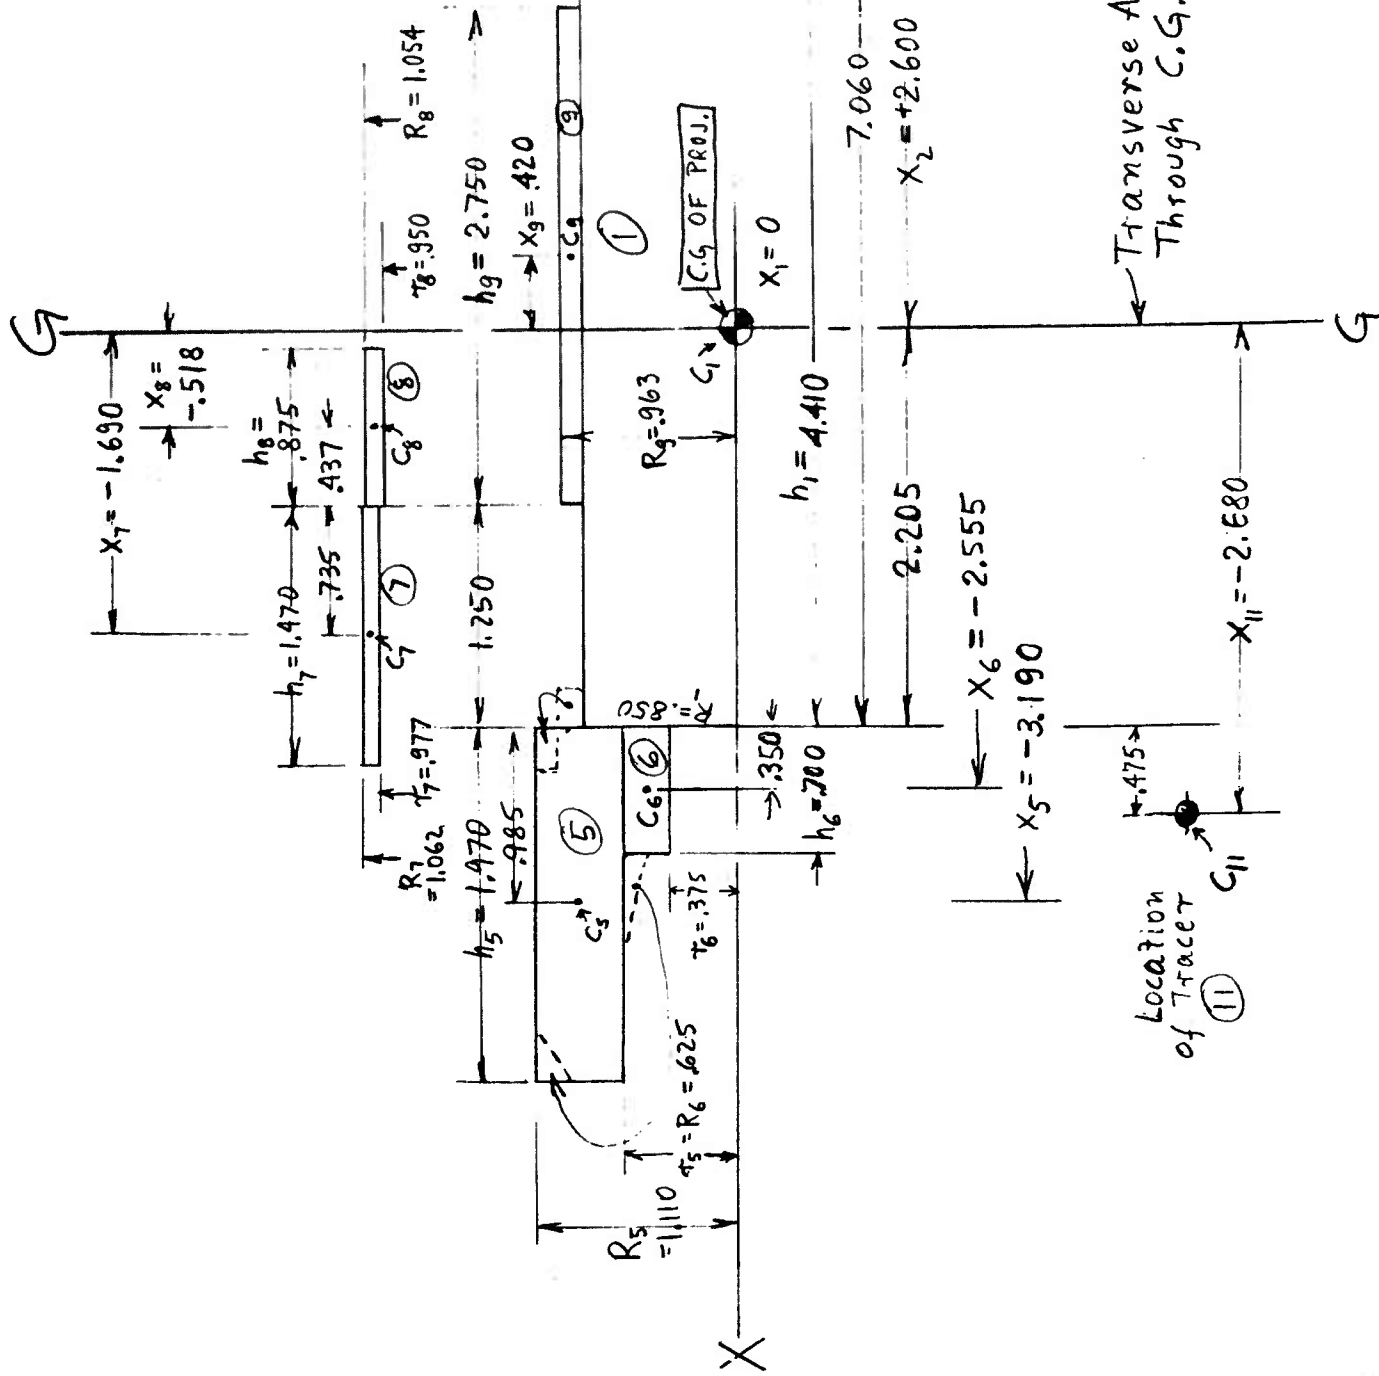 G
X₈ =
-.518
X₇ = -1.690
h₈ =
.875
h₇ = 1.470
.735
.437
C₇
⑦
C₈
⑧
r₈ = .950
R₈ = 1.054
r₇ = .977
R₇
= 1.062
h₉ = 2.750
X₉ = .420
C₉
⑨
①
h₅ = 1.970
.985
1.250
C₅
⑤
C₆
⑥
R₉ = .963
C.G OF PROJ.
C₁
X₁ = 0
r₁ = .850
.350
h₆ = .700
r₆ = .375
r₅ = R₆ = .625
R₅
= 1.110
X
h₁ = 4.410
7.060
2.205
X₂ = +2.600
X₆ = -2.555
X₅ = -3.190
.475
X₁₁ = -2.680
C₁₁
Location
of Tracer
⑪
Transverse
Through C.G.
G